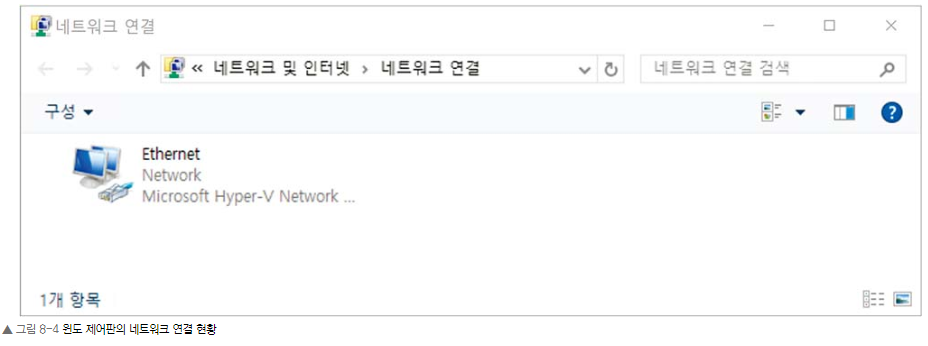 네트워크 연결
« 네트워크 및 인터넷 › 네트워크 연결
네트워크 연결 검색
구성
?
Ethernet
Network
Microsoft Hyper-V Network ...
1개 항목
▲ 그림 8-4 윈도 제어판의 네트워크 연결 현황